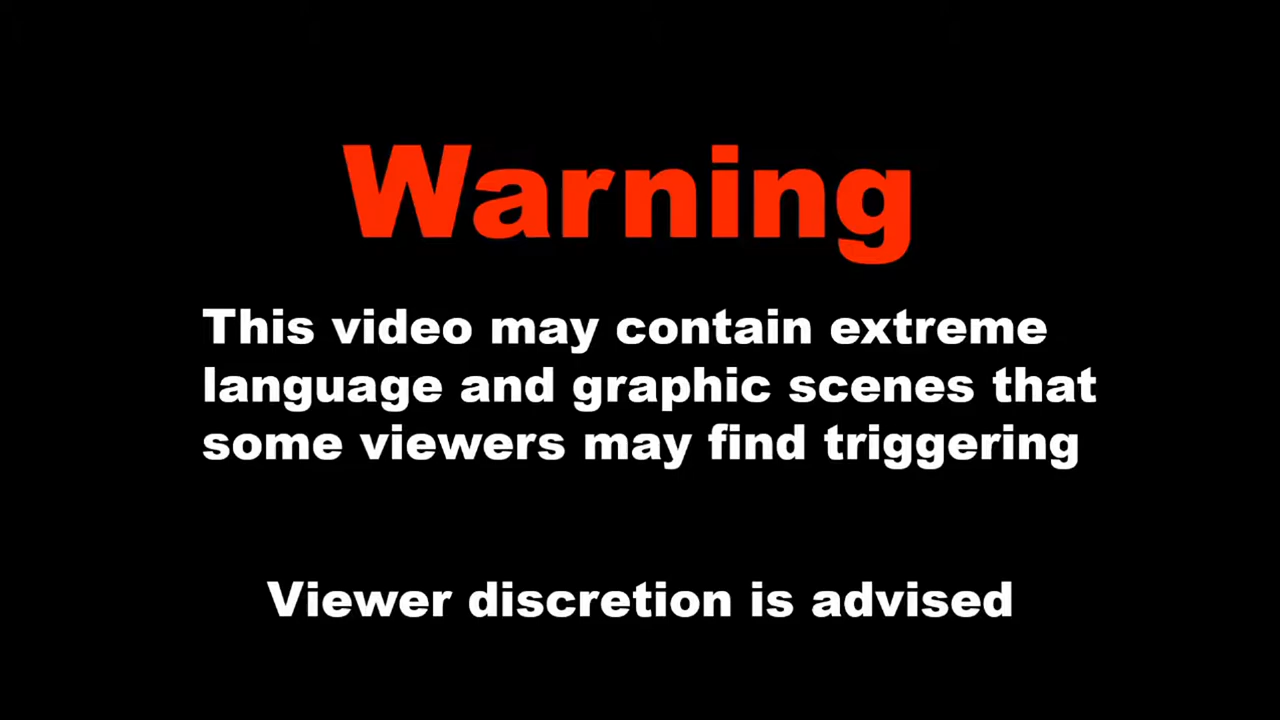 Warning
This video may contain extreme
language and graphic scenes that
some viewers may find triggering
Viewer discretion is advised